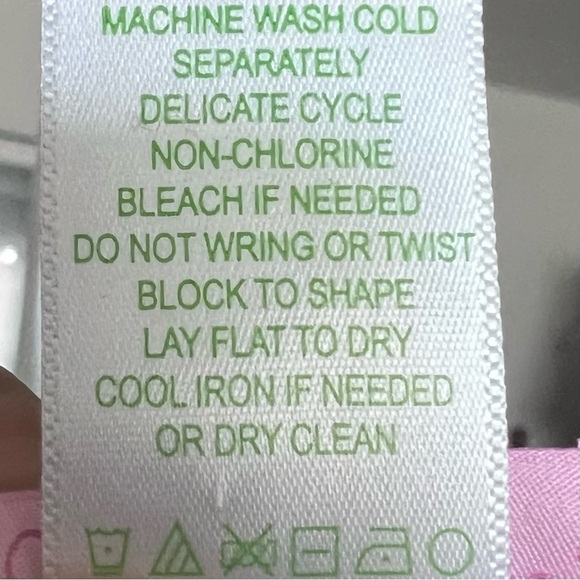 MACHINE WASH COLD
SEPARATELY
DELICATE CYCLE
NON-CHLORINE
BLEACH IF NEEDED
DO NOT WRING OR TWIST
BLOCK TO SHAPE
LAY FLAT TO DRY
COOL IRON IF NEEDED
OR DRY CLEAN